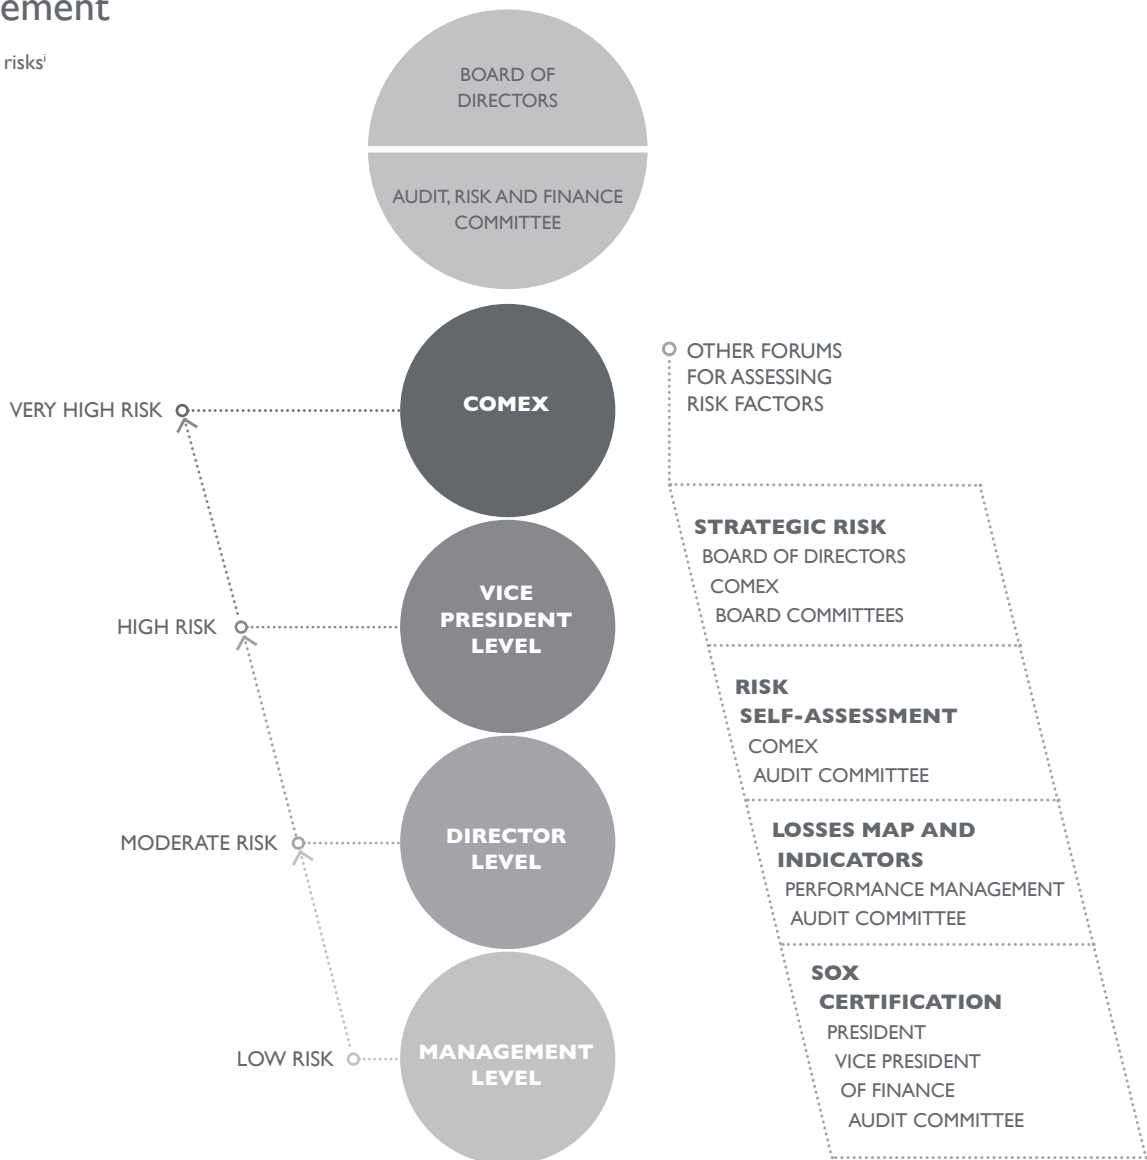 ement
risksⁱ
BOARD OF
DIRECTORS
AUDIT, RISK AND FINANCE
COMMITTEE
COMEX
VERY HIGH RISK
OTHER FORUMS
FOR ASSESSING
RISK FACTORS
VICE
PRESIDENT
LEVEL
HIGH RISK
DIRECTOR
LEVEL
MODERATE RISK
MANAGEMENT
LEVEL
LOW RISK
STRATEGIC RISK
BOARD OF DIRECTORS
COMEX
BOARD COMMITTEES
RISK
SELF-ASSESSMENT
COMEX
AUDIT COMMITTEE
LOSSES MAP AND
INDICATORS
PERFORMANCE MANAGEMENT
AUDIT COMMITTEE
SOX
CERTIFICATION
PRESIDENT
VICE PRESIDENT
OF FINANCE
AUDIT COMMITTEE